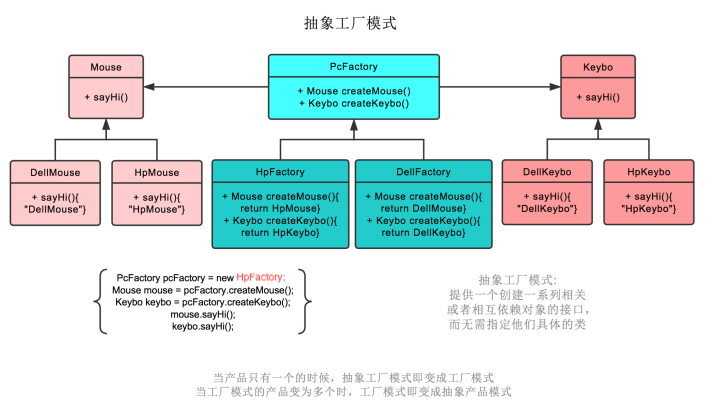 抽象工厂模式
Mouse
+ sayHi()
PcFactory
+ Mouse createMouse()
+ Keybo createKeybo()
Keybo
+ sayHi()
DellMouse
+ sayHi(){
"DellMouse"}
HpMouse
+ sayHi(){
"HpMouse"}
HpFactory
+ Mouse createMouse(){
return HpMouse}
+ Keybo createKeybo(){
return HpKeybo}
DellFactory
+ Mouse createMouse(){
return DellMouse}
+ Keybo createKeybo(){
return DellKeybo}
DellKeybo
+ sayHi(){
"DellKeybo"}
HpKeybo
+ sayHi(){
"HpKeybo"}
PcFactory pcFactory = new HpFactory;
Mouse mouse = pcFactory.createMouse();
Keybo keybo = pcFactory.createKeybo();
mouse.sayHi();
keybo.sayHi();
抽象工厂模式:
提供一个创建一系列相关
或者相互依赖对象的接口,
而无需指定他们具体的类
当产品只有一个的时候，抽象工厂模式即变成工厂模式
当工厂模式的产品变为多个时，工厂模式即变成抽象产品模式